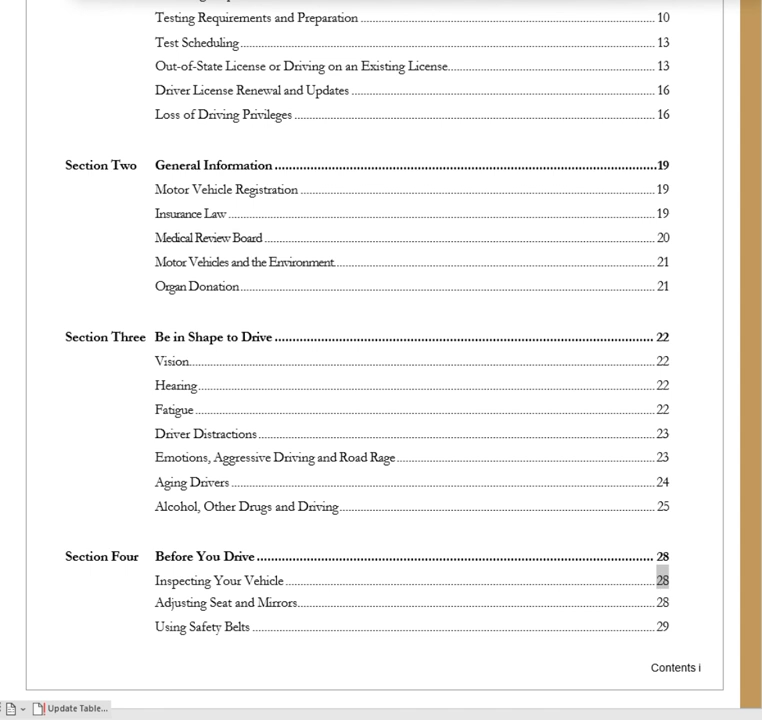 Testing Requirements and Preparation 10
Test Scheduling 13
Out-of-State License or Driving on an Existing License 13
Driver License Renewal and Updates 16
Loss of Driving Privileges 16
Section Two General Information 19
Motor Vehicle Registration 19
Insurance Law 19
Medical Review Board 20
Motor Vehicles and the Environment 21
Organ Donation 21
Section Three Be in Shape to Drive 22
Vision 22
Hearing 22
Fatigue 22
Driver Distractions 23
Emotions, Aggressive Driving and Road Rage 23
Aging Drivers 24
Alcohol, Other Drugs and Driving 25
Section Four Before You Drive 28
Inspecting Your Vehicle 28
Adjusting Seat and Mirrors 28
Using Safety Belts 29
Contents i
Update Table...